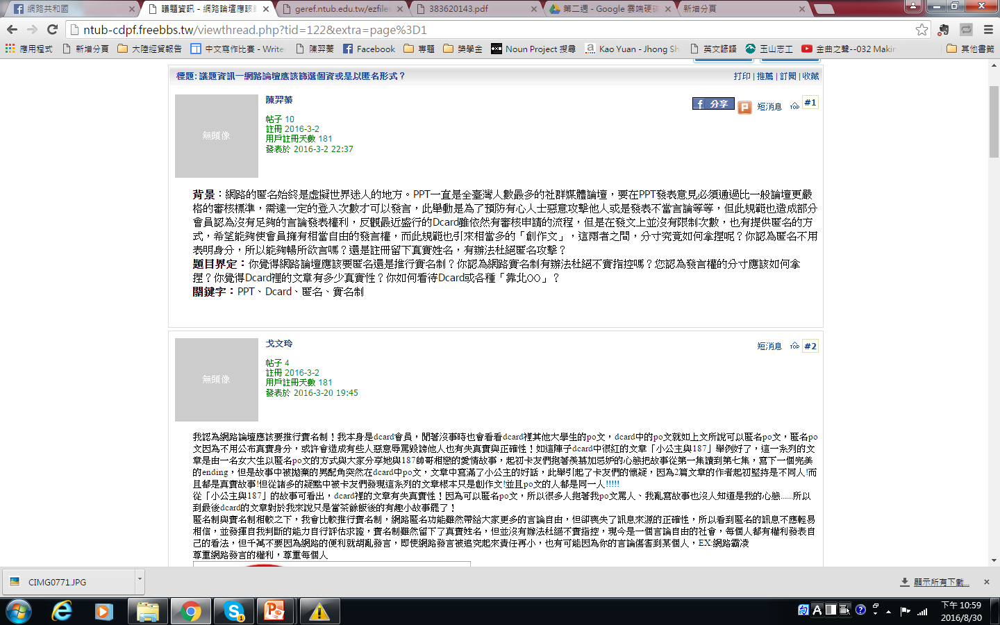 網路共和國
議題資訊 - 網路論壇應該
geref.ntub.edu.tw/ezfiles
383620143.pdf
第二週 - Google 雲端硬
新增分頁
ntub-cdpf.freebbs.tw/viewthread.php?tid=122&extra=page%3D1
應用程式 新增分頁 大陸經貿報告 中文寫作比賽 - Write 陳羿蓁 Facebook 專題 獎學金 Noun Project 搜尋 Kao Yuan - Jhong Sh 英文諺語 玉山志工 金曲之聲--032 Makin 其他書籤
標題: 議題資訊—網路論壇應該篩選個資或是以匿名形式？
打印 | 推薦 | 訂閱 | 收藏
無頭像
陳羿蓁
分享 短消息 TOP #1
帖子 10
註冊 2016-3-2
用戶註冊天數 181
發表於 2016-3-2 22:37
背景：網路的匿名始終是虛擬世界迷人的地方。PPT一直是全臺灣人數最多的社群媒體論壇，要在PPT發表意見必須通過比一般論壇更嚴
格的審核標準，需達一定的登入次數才可以發言，此舉動是為了預防有心人士惡意攻擊他人或是發表不當言論等等，但此規範也造成部分
會員認為沒有足夠的言論發表權利，反觀最近盛行的Dcard雖依然有審核申請的流程，但是在發文上並沒有限制次數，也有提供匿名的方
式，希望能夠使會員擁有相當自由的發言權，而此規範也引來相當多的「創作文」，這兩者之間，分寸究竟如何拿捏呢？你認為匿名不用
表明身分，所以能夠暢所欲言嗎？還是註冊留下真實姓名，有辦法杜絕匿名攻擊？
題目界定：你覺得網路論壇應該要匿名還是推行實名制？你認為網路實名制有辦法杜絕不實指控嗎？您認為發言權的分寸應該如何拿
捏？你覺得Dcard裡的文章有多少真實性？你如何看待Dcard或各種「靠北○○」？
關鍵字：PPT、Dcard、匿名、實名制
無頭像
戈文玲
短消息 TOP #2
帖子 4
註冊 2016-3-2
用戶註冊天數 181
發表於 2016-3-20 19:45
我認為網路論壇應該要推行實名制！我本身是dcard會員，閒著沒事時也會看看dcard裡其他大學生的po文，dcard中的po文就如上文所說可以匿名po文，匿名po
文因為不用公布真實身分，或許會造成有些人惡意辱罵毀謗他人也有失真實與正確性！如這陣子dcard中很紅的文章「小公主與187」舉例好了，這一系列的文
章是由一名女大生以匿名po文的方式與大家分享她與187帥哥相戀的愛情故事，起初卡友們抱著羨慕加忌妒的心態把故事從第一集讀到第七集，寫下一個完美
的ending，但是故事中被拋棄的男配角突然在dcard中po文，文章中寫滿了小公主的好話，此舉引起了卡友們的懷疑，因為2篇文章的作者起初堅持是不同人!而
且都是真實故事!但從諸多的疑點中被卡友們發現這系列的文章根本只是創作文!並且po文的人都是同一人!!!!!
從「小公主與187」的故事可看出，dcard裡的文章有失真實性！因為可以匿名po文，所以很多人抱著我po文罵人、我亂寫故事也沒人知道是我的心態......所以
到最後dcard的文章對於我來說只是當茶餘飯後的有趣小故事罷了！
匿名制與實名制相較之下，我會比較推行實名制，網路匿名功能雖然帶給大家更多的言論自由，但卻喪失了訊息來源的正確性，所以看到匿名的訊息不應輕易
相信，並發揮自我判斷的能力自行評估求證，實名制雖然留下了真實姓名，但並沒有辦法杜絕不實指控，現今是一個言論自由的社會，每個人都有權利發表自
己的看法，但千萬不要因為網路的便利就胡亂發言，即使網路發言被追究起來責任再小，也有可能因為你的言論傷害到某個人，EX:網路霸凌
尊重網路發言的權利，尊重每個人
CIMG0771.JPG
顯示所有下載...
下午 10:59
2016/8/30